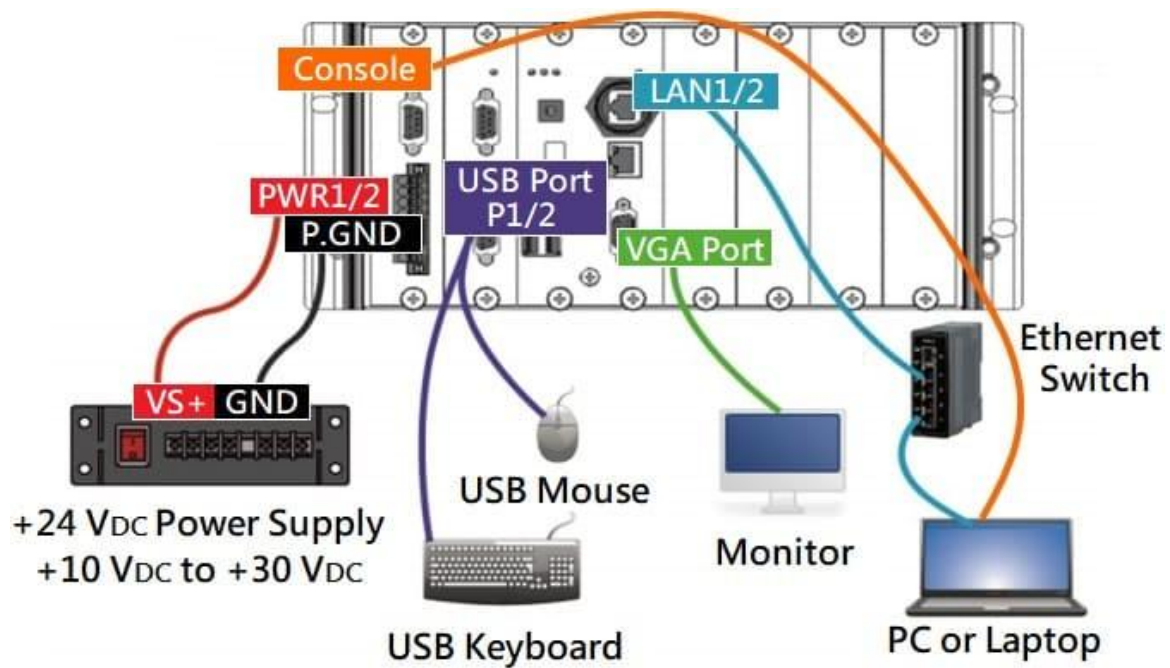 Console
LAN1/2
PWR1/2
P.GND
USB Port
P1/2
VGA Port
Ethernet
Switch
VS+ GND
USB Mouse
+24 VDC Power Supply
+10 VDC to +30 VDC
Monitor
USB Keyboard
PC or Laptop